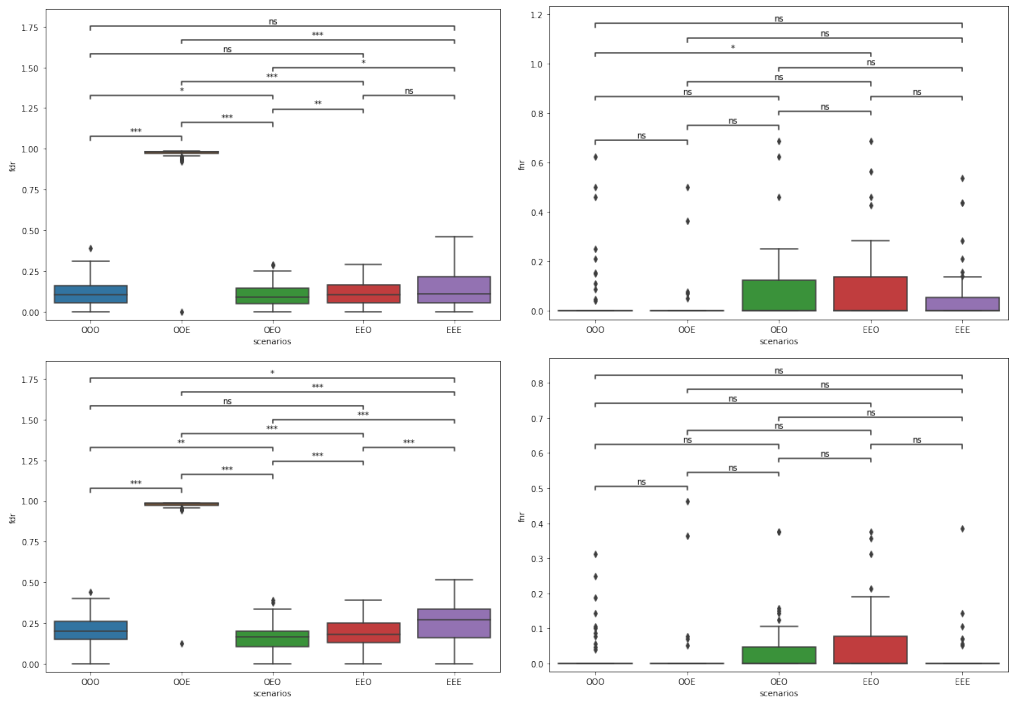 1.75
1.50
1.25
1.00
0.75
0.50
0.25
0.00
fdr
ns
***
ns
*
***
*
ns
**
***
***
OOO OOE OEO EEO EEE
scenarios
1.2
1.0
0.8
0.6
0.4
0.2
0.0
fnr
ns
ns
*
ns
ns
ns
ns
ns
ns
ns
OOO OOE OEO EEO EEE
scenarios
1.75
1.50
1.25
1.00
0.75
0.50
0.25
0.00
fdr
*
***
ns
***
***
**
***
***
***
***
OOO OOE OEO EEO EEE
scenarios
0.8
0.7
0.6
0.5
0.4
0.3
0.2
0.1
0.0
fnr
ns
ns
ns
ns
ns
ns
ns
ns
ns
ns
OOO OOE OEO EEO EEE
scenarios